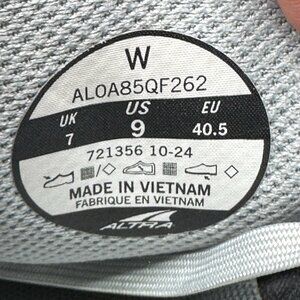 W
AL0A85QF262
UK US EU
7 9 40.5
721356 10-24
MADE IN VIETNAM
FABRIQUE EN VIETNAM
ALTRA